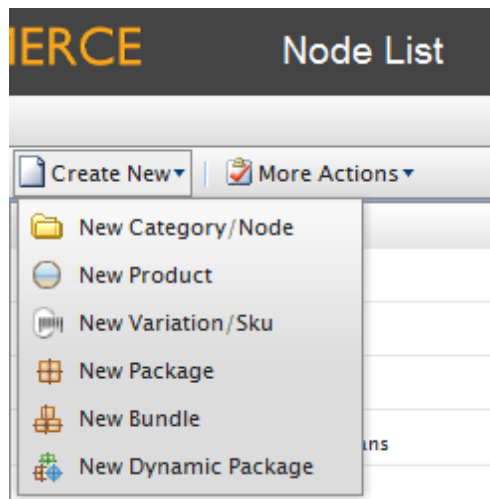 IERCE Node List
Create New More Actions
New Category/Node
New Product
New Variation/Sku
New Package
New Bundle
ans
New Dynamic Package